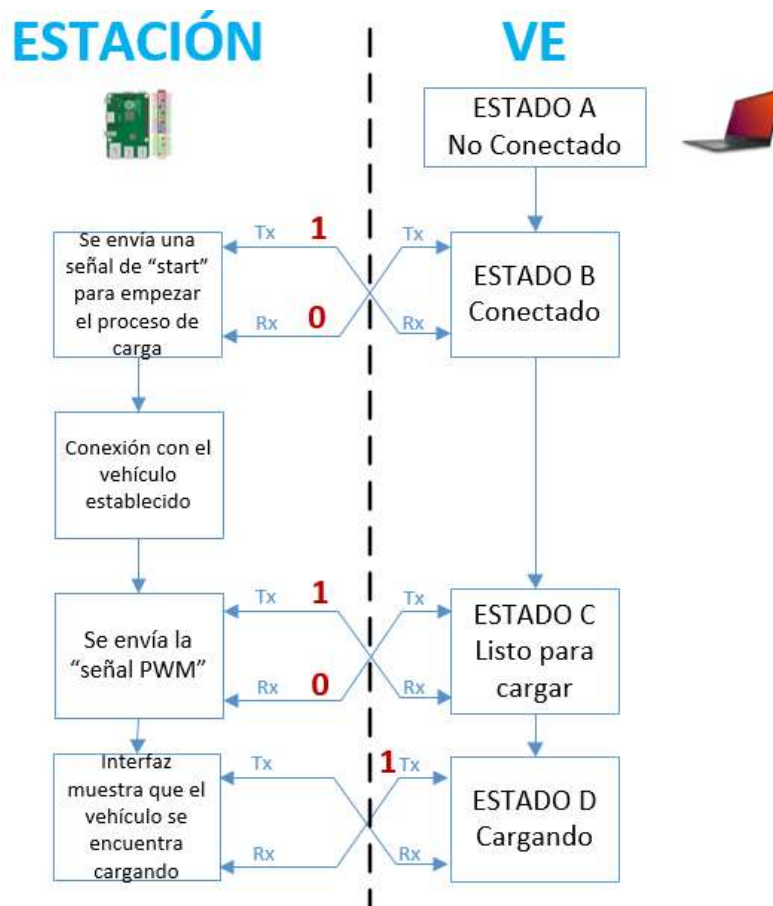 ESTACIÓN
VE
ESTADO A
No Conectado
Se envía una
señal de “start”
para empezar
el proceso de
carga
Tx
1
Tx
Rx
0
Rx
ESTADO B
Conectado
Conexión con el
vehículo
establecido
Se envía la
“señal PWM”
Tx
1
Tx
Rx
0
Rx
ESTADO C
Listo para
cargar
Interfaz
muestra que el
vehículo se
encuentra
cargando
Tx
1
Tx
Rx
Rx
ESTADO D
Cargando